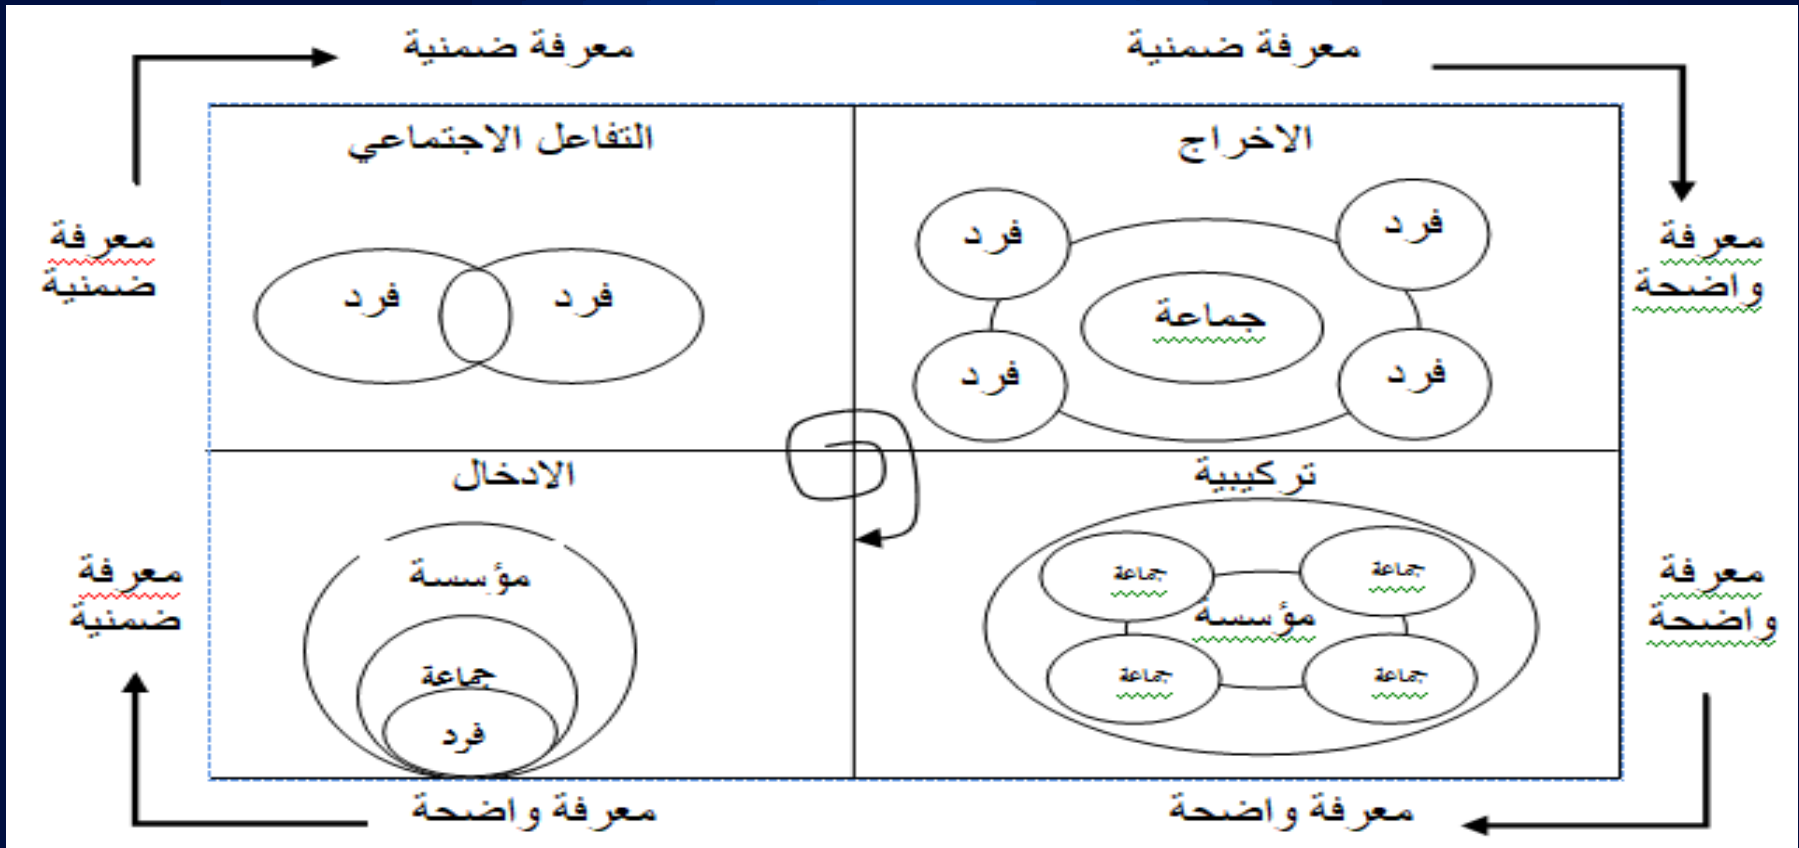 معرفة ضمنية
معرفة ضمنية
الاخراج
التفاعل الاجتماعي
فرد
فرد
جماعة
فرد
فرد
فرد
فرد
معرفة
واضحة
معرفة
ضمنية
تركيبية
جماعة
جماعة
مؤسسة
جماعة
جماعة
الادخال
مؤسسة
جماعة
فرد
معرفة
واضحة
معرفة
ضمنية
معرفة واضحة
معرفة واضحة